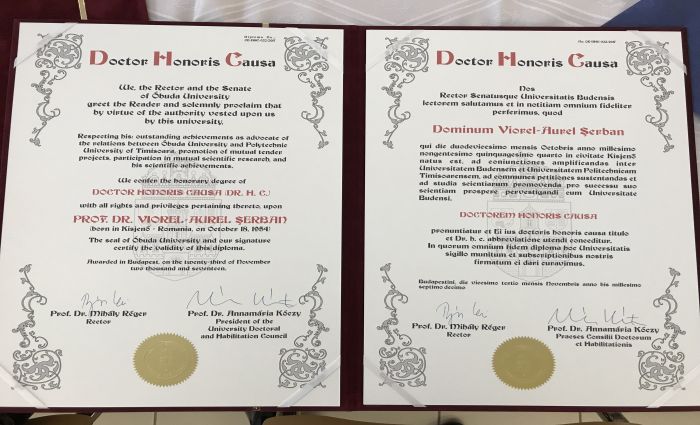 Diploma No.
Doctor Honoris Causa
We, the Rector and the Senate
of Óbuda University
greet the Reader and solemnly proclaim that
by virtue of the authority vested upon us
by this university,
Respecting his: outstanding achievements as advocate of
the relations between Óbuda University and Polytechnic
University of Timisoara, promotion of mutual tender
projects, participation in mutual scientific research, and
his scientific achievements.
We confer the honorary degree of
DOCTOR HONORIS CAUSA (DR. H. C.)
with all rights and privileges pertaining thereto, upon
PROF. DR. VIOREL-AUREL ŞERBAN
(born in Kisjenő - Romania, on October 18, 1954)
The seal of Óbuda University and our signature
certify the validity of this diploma.
Awarded in Budapest, on the twenty-third of November
two thousand and seventeen.
Prof. Dr. Mihály Réger
Rector
Prof. Dr. Annamária Kóczy
President of the
University Doctoral
and Habilitation Council
Doctor Honoris Causa
Nos
Rector Senatusque Universitatis Budensis
lectorem salutamus et in notitiam omnium fideliter
perferimus, quod
Dominum Viorel-Aurel Şerban
qui die duodevicesimo mensis Octobris anno millesimo
nongentesimo quinquagesimo quarto in civitate Kisjenő
natus est, ad coniunctiones amplificandas inter
Universitatem Budensem et Universitatem Politechnicam
Timisoarensem, ad communes petitiones sustentandas et
ad studia scientiarum promovenda pro successu suo
scientiam prospere pervestigandi cum Universitate
Budensi,
DOCTOREM HONORIS CAUSA
pronuntiatur et Ei ius doctoris honoris causa titulo
et Dr. h. c. abbreviatione utendi conceditur.
In quorum omnium fidem diploma hoc Universitatis
sigillo munitum et subscriptionibus nostris
firmatum ei dari curavimus.
Budapestini, die vicesimo tertio mensis Novembris anno bis millesimo
septimo decimo
Prof. Dr. Mihály Réger
Rector
Prof. Dr. Annamária Kóczy
Praeses Consilii Doctorum
et Habilitationis